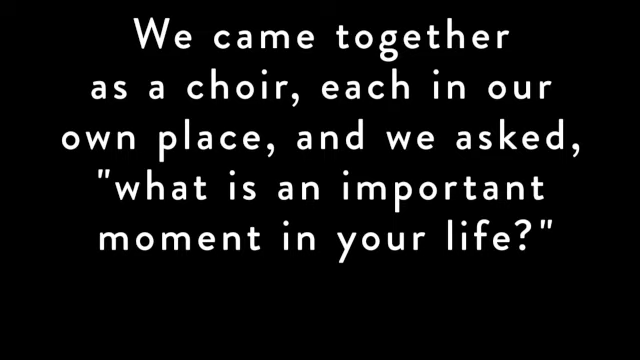 We came together
as a choir, each in our
own place, and we asked,
"what is an important
moment in your life?"